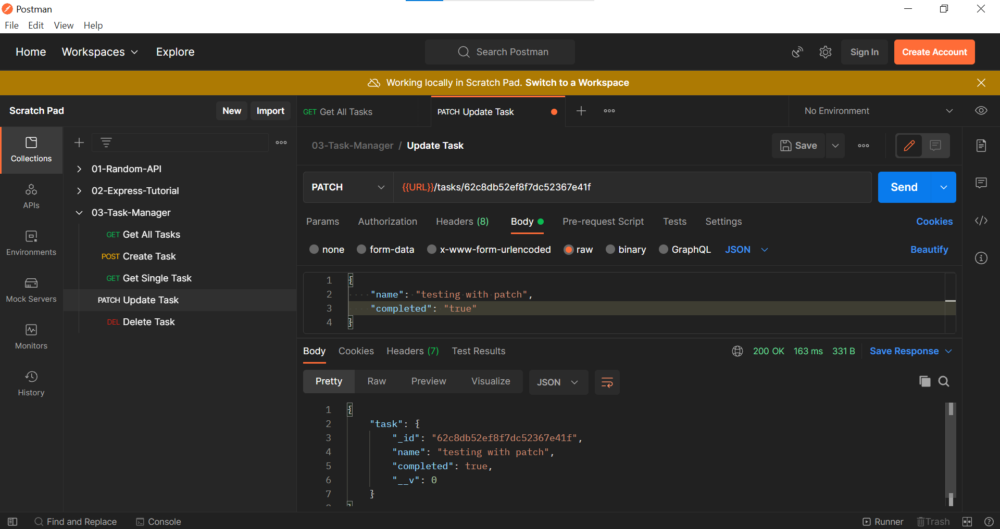 Postman
File Edit View Help
Home Workspaces Explore Search Postman Sign In Create Account
Working locally in Scratch Pad. Switch to a Workspace
Scratch Pad New Import GET Get All Tasks PATCH Update Task No Environment
Collections
APIs
Environments
Mock Servers
Monitors
History
01-Random-API
02-Express-Tutorial
03-Task-Manager
GET Get All Tasks
POST Create Task
GET Get Single Task
PATCH Update Task
DEL Delete Task
03-Task-Manager / Update Task Save
PATCH {{URL}}/tasks/62c8db52ef8f7dc52367e41f Send
Params Authorization Headers (8) Body Pre-request Script Tests Settings Cookies
none form-data x-www-form-urlencoded raw binary GraphQL JSON Beautify
1 {
2 "name": "testing with patch",
3 "completed": "true"
4 }
Body Cookies Headers (7) Test Results 200 OK 163 ms 331 B Save Response
Pretty Raw Preview Visualize JSON
1 {
2 "task": {
3 "_id": "62c8db52ef8f7dc52367e41f",
4 "name": "testing with patch",
5 "completed": true,
6 "__v": 0
7 }
Find and Replace Console Runner Trash